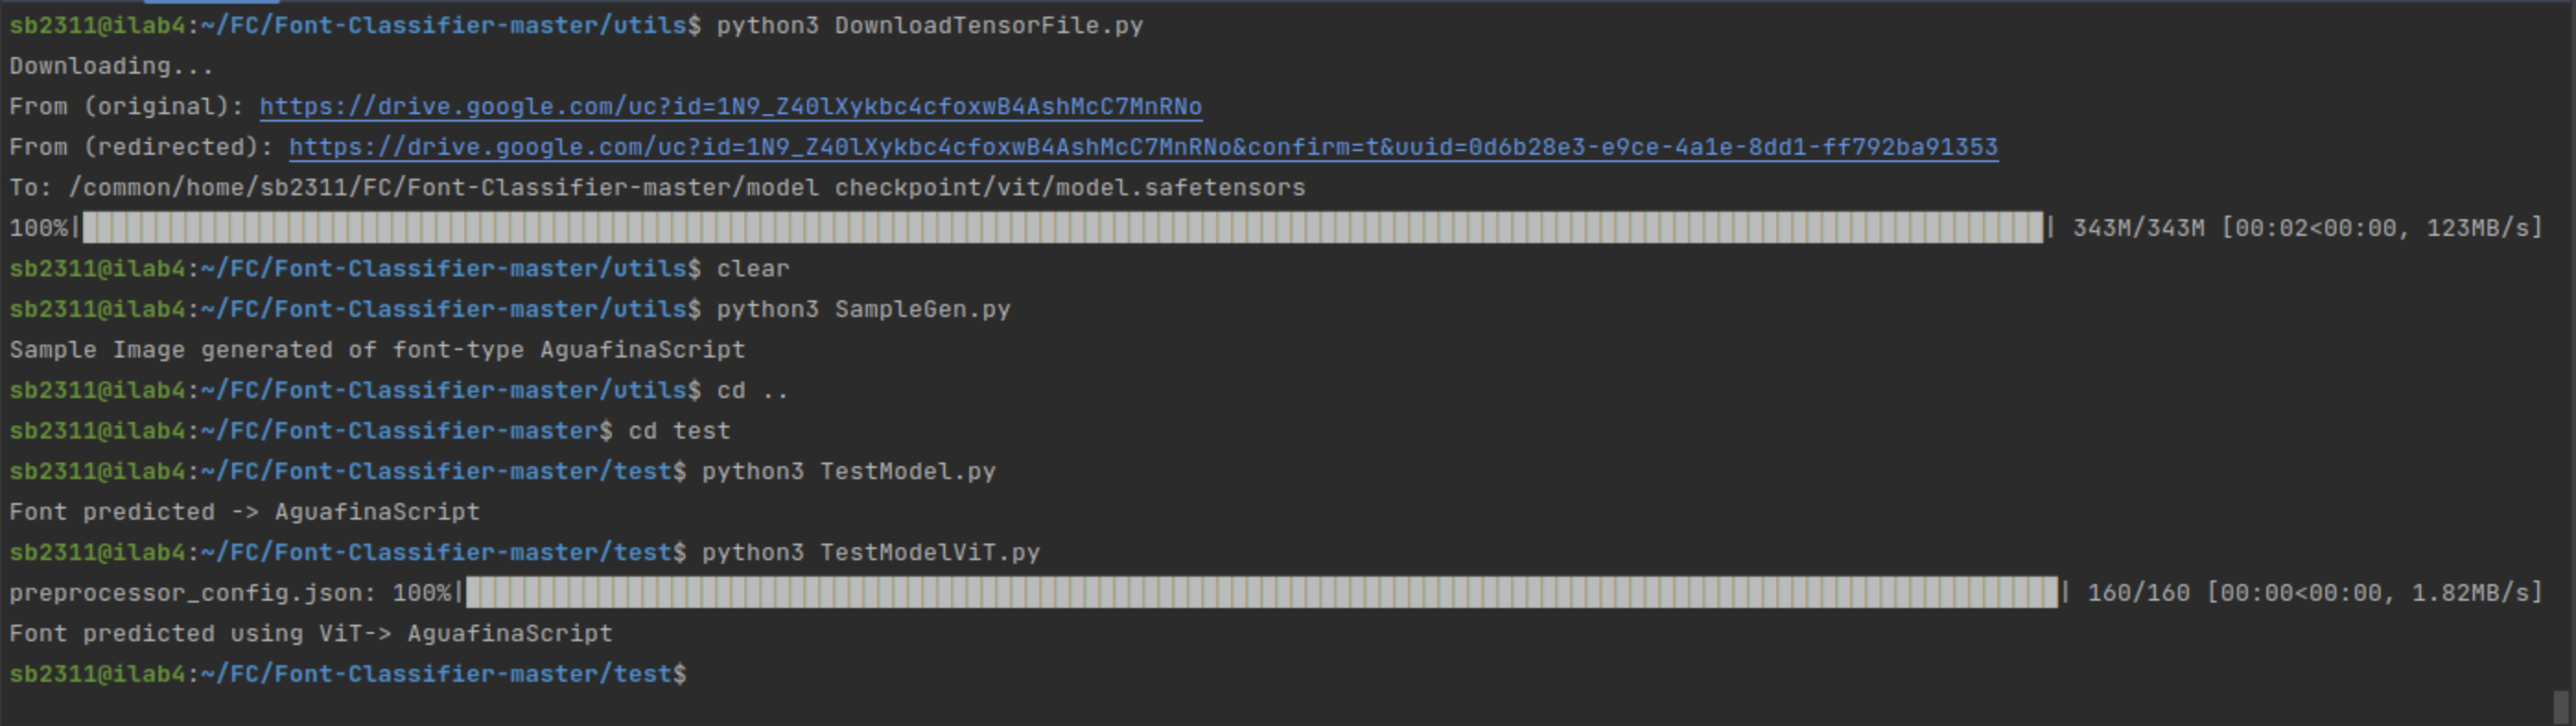 sb2311@ilab4:~/FC/Font-Classifier-master/utils$ python3 DownloadTensorFile.py
Downloading...
From (original): https://drive.google.com/uc?id=1N9_Z40lXykbc4cfoxwB4AshMcC7MnRNo
From (redirected): https://drive.google.com/uc?id=1N9_Z40lXykbc4cfoxwB4AshMcC7MnRNo&confirm=t&uuid=0d6b28e3-e9ce-4a1e-8dd1-ff792ba91353
To: /common/home/sb2311/FC/Font-Classifier-master/model checkpoint/vit/model.safetensors
100%| | 343M/343M [00:02<00:00, 123MB/s]
sb2311@ilab4:~/FC/Font-Classifier-master/utils$ clear
sb2311@ilab4:~/FC/Font-Classifier-master/utils$ python3 SampleGen.py
Sample Image generated of font-type AguafinaScript
sb2311@ilab4:~/FC/Font-Classifier-master/utils$ cd ..
sb2311@ilab4:~/FC/Font-Classifier-master$ cd test
sb2311@ilab4:~/FC/Font-Classifier-master/test$ python3 TestModel.py
Font predicted -> AguafinaScript
sb2311@ilab4:~/FC/Font-Classifier-master/test$ python3 TestModelViT.py
preprocessor_config.json: 100%| | 160/160 [00:00<00:00, 1.82MB/s]
Font predicted using ViT-> AguafinaScript
sb2311@ilab4:~/FC/Font-Classifier-master/test$